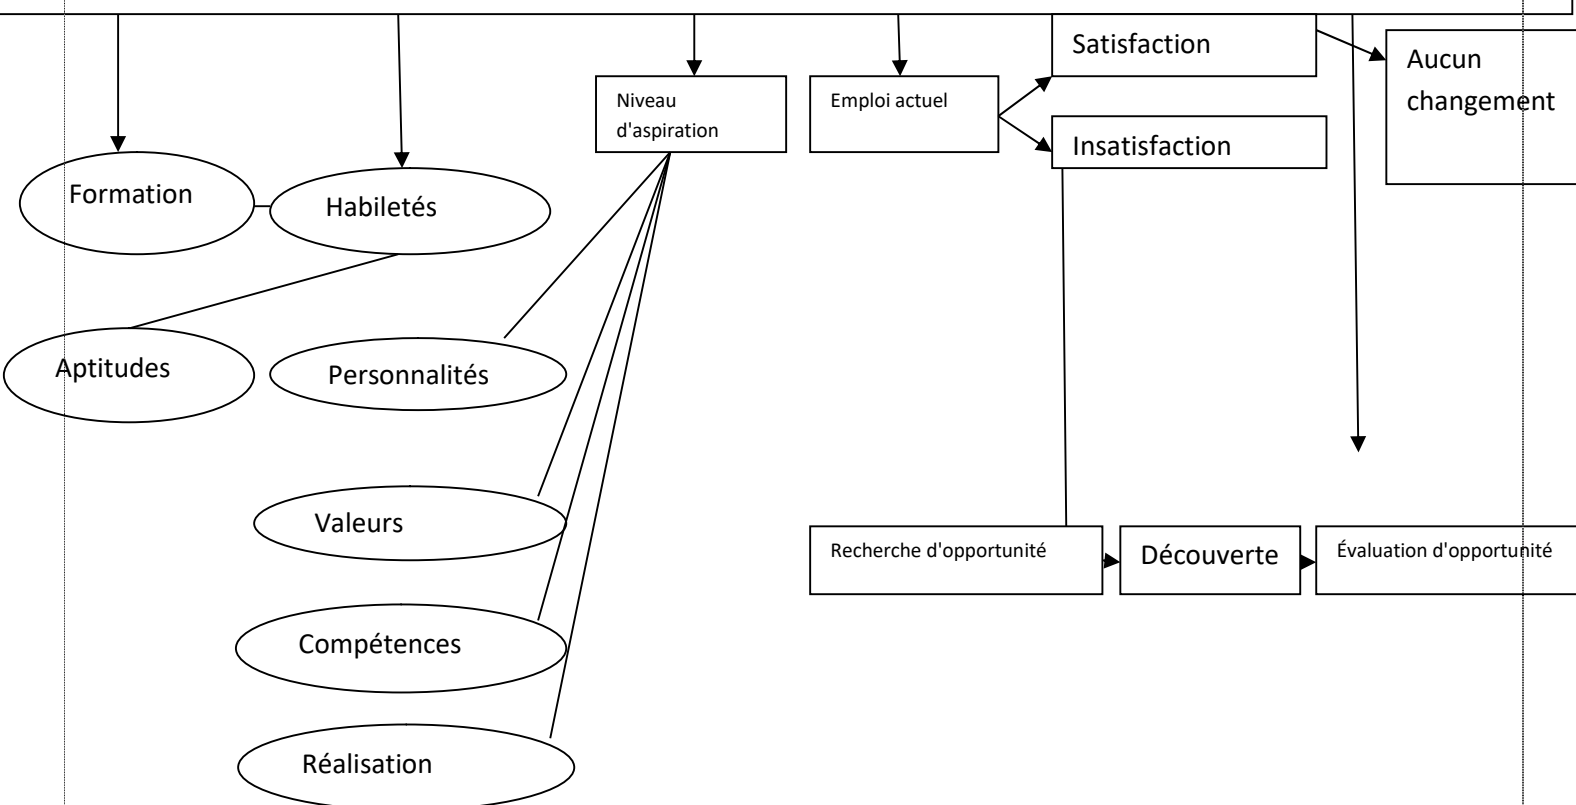 Satisfaction
Aucun
changement
Niveau
d'aspiration
Emploi actuel
Insatisfaction
Formation
Habiletés
Aptitudes
Personnalités
Valeurs
Recherche d'opportunité
Découverte
Évaluation d'opportunité
Compétences
Réalisation